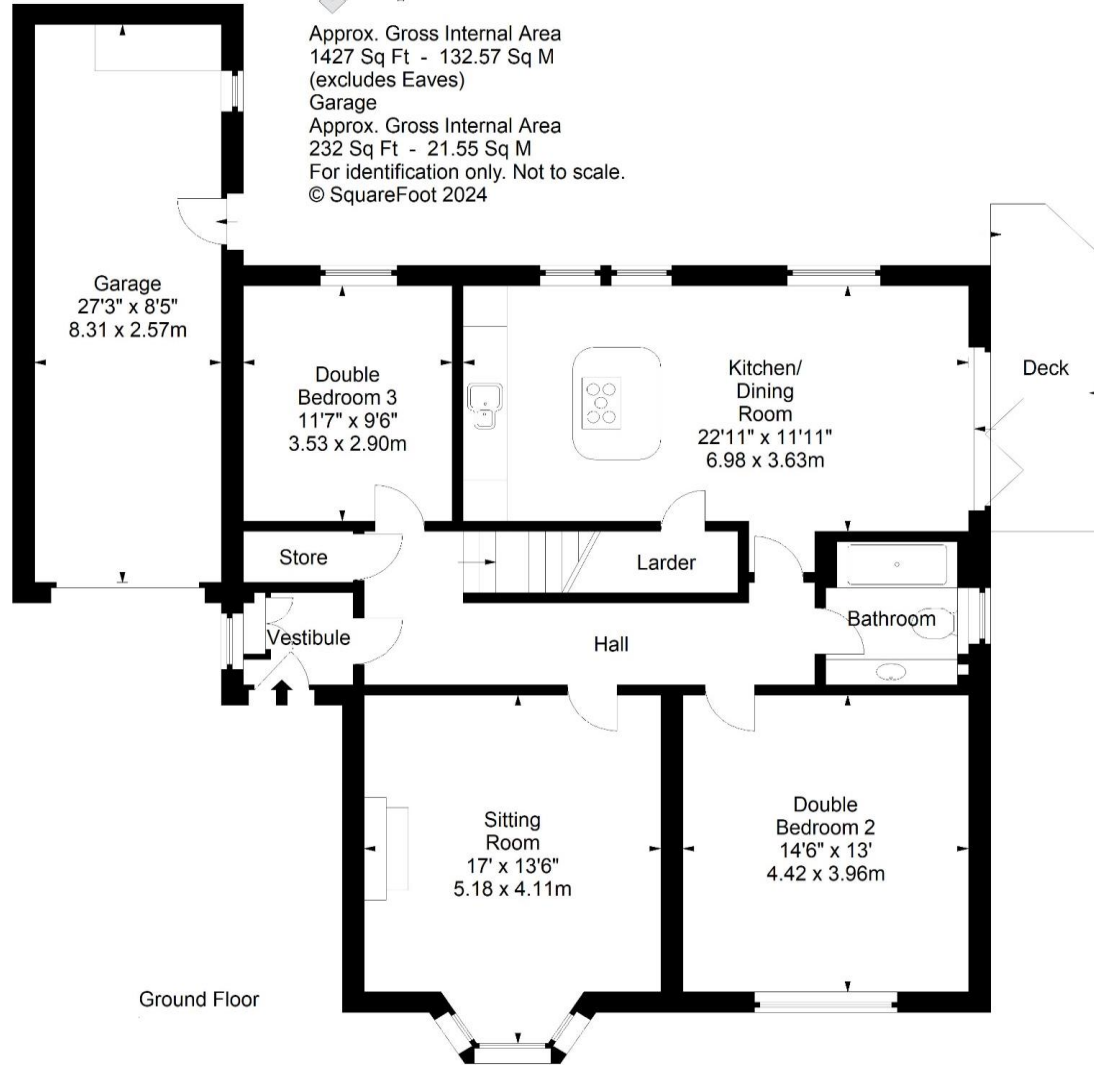 Approx. Gross Internal Area
1427 Sq Ft - 132.57 Sq M
(excludes Eaves)
Garage
Approx. Gross Internal Area
232 Sq Ft - 21.55 Sq M
For identification only. Not to scale.
© SquareFoot 2024
Garage
27'3" x 8'5"
8.31 x 2.57m
Double
Bedroom 3
11'7" x 9'6"
3.53 x 2.90m
Kitchen/
Dining
Room
22'11" x 11'11"
6.98 x 3.63m
Deck
Store
Larder
Vestibule
Hall
Bathroom
Sitting
Room
17' x 13'6"
5.18 x 4.11m
Double
Bedroom 2
14'6" x 13'
4.42 x 3.96m
Ground Floor